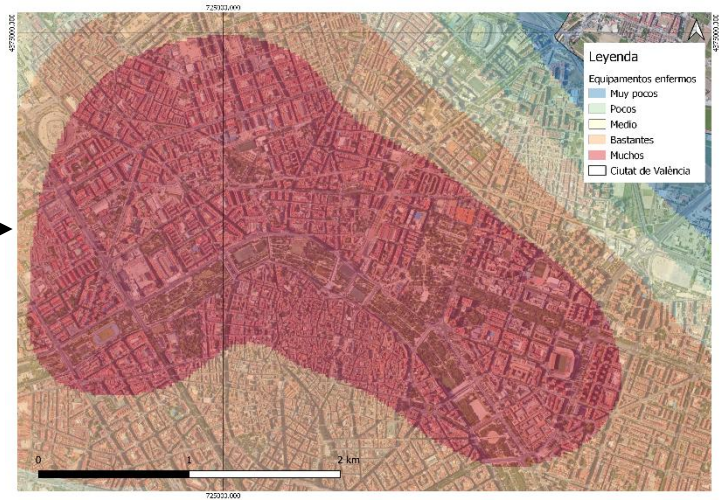 725000,000
4375000,000
4375000,000
Leyenda
Equipamientos enfermos
Muy pocos
Pocos
Medio
Bastantes
Muchos
Ciutat de València
0 1 2 km
725000,000